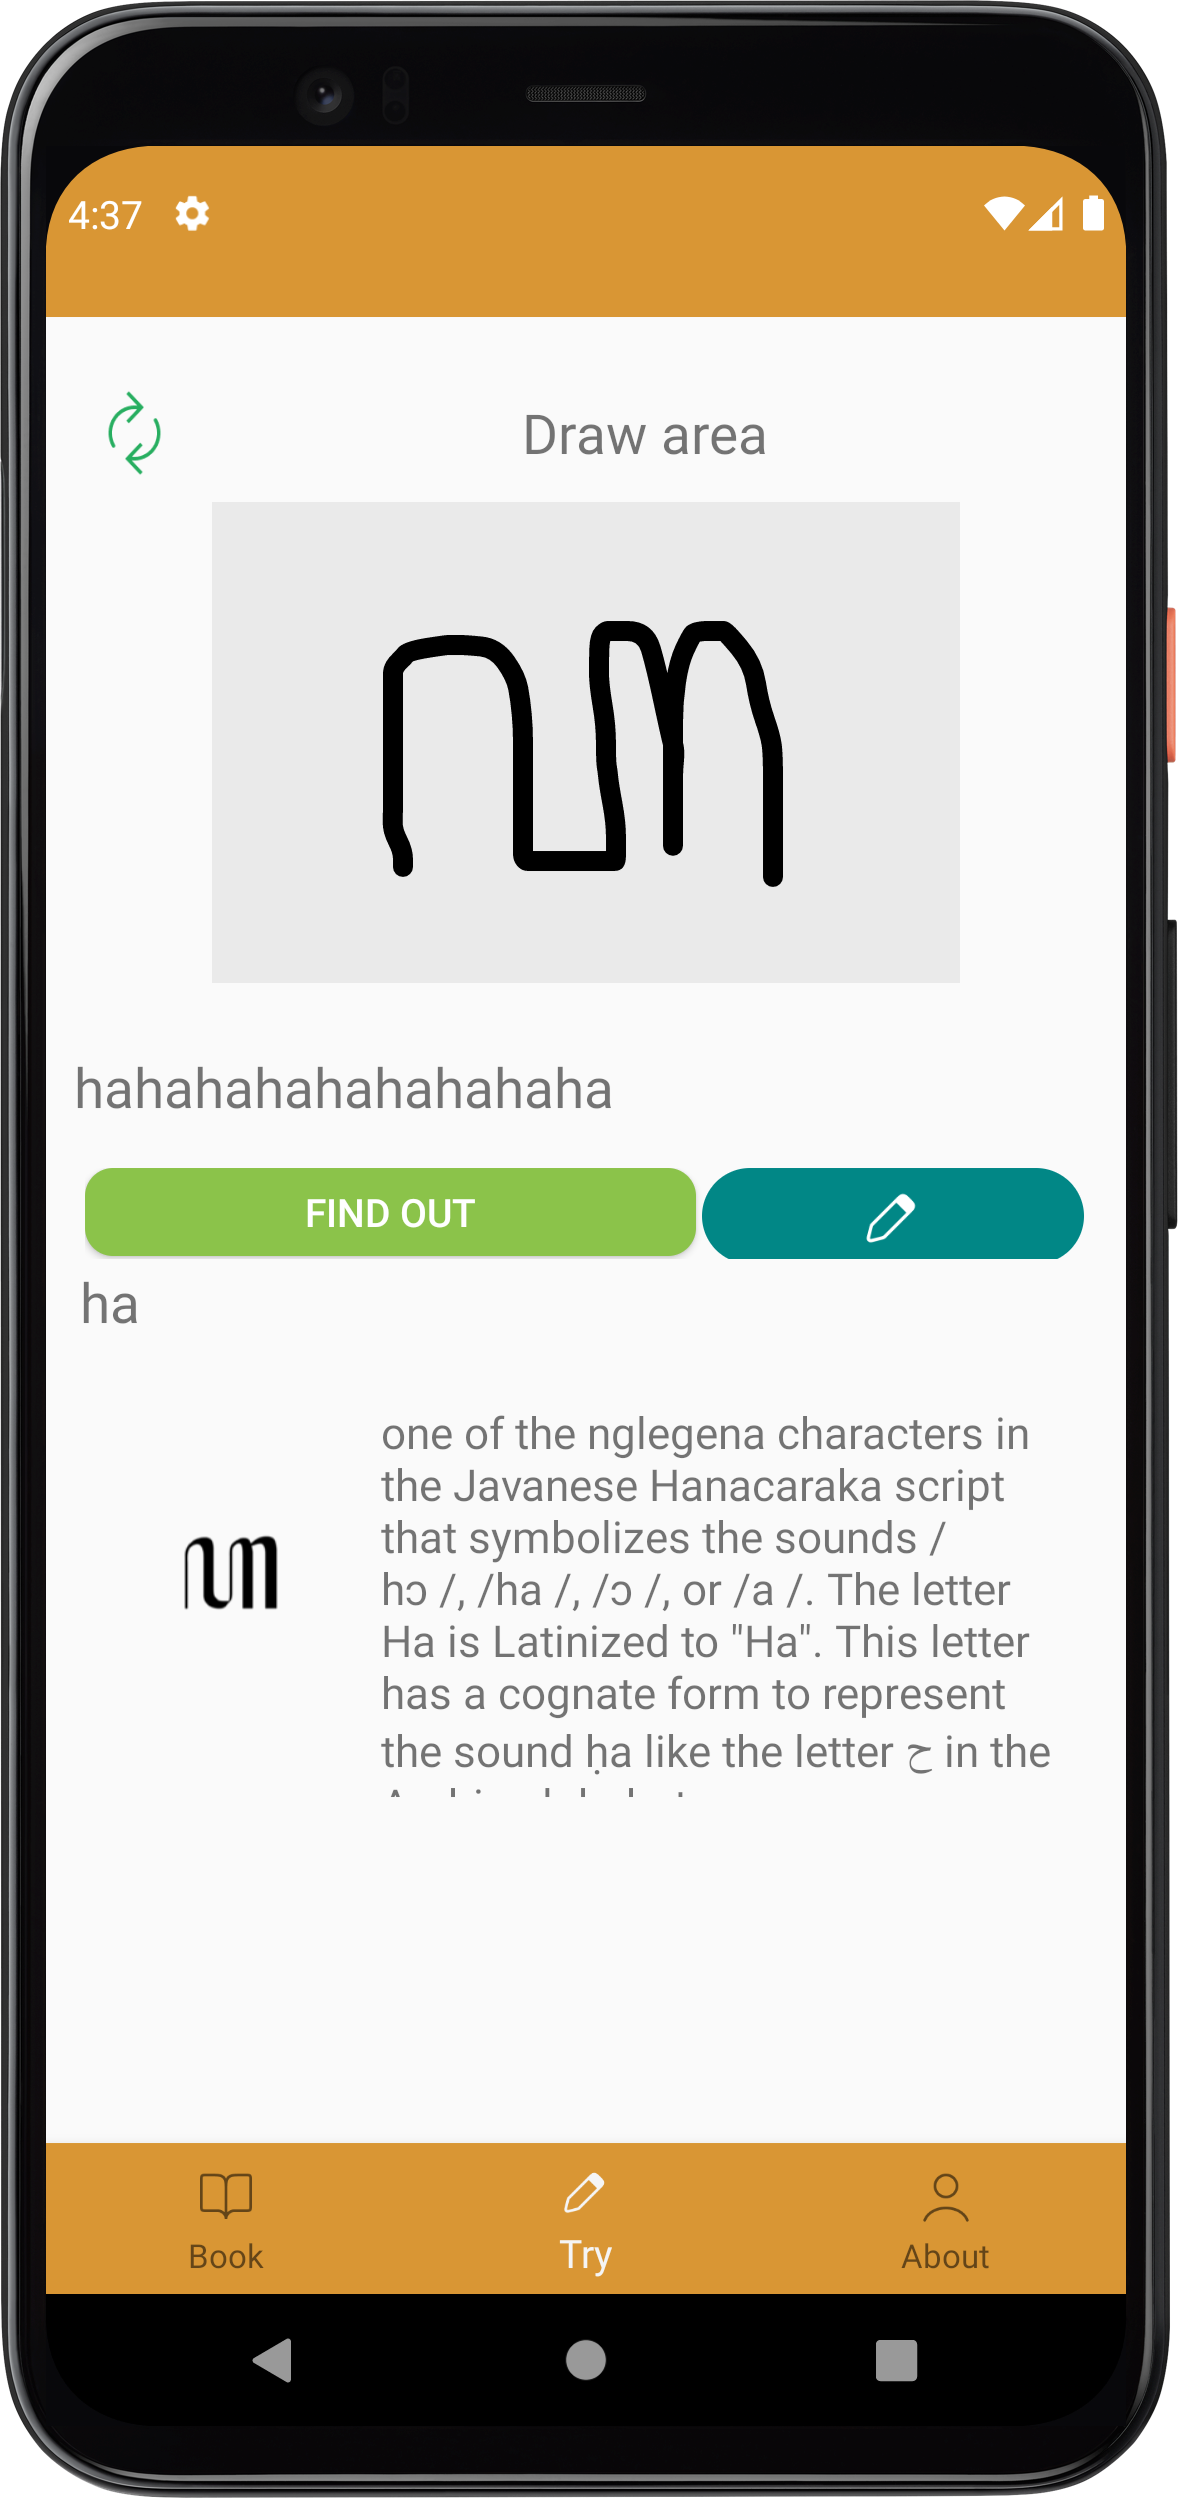 4:37
Draw area
ꦲ
hahahahahahahahaha
FIND OUT
ha
ꦲ
one of the nglegena characters in
the Javanese Hanacaraka script
that symbolizes the sounds /
hɔ /, /ha /, /ɔ /, or /a /. The letter
Ha is Latinized to "Ha". This letter
has a cognate form to represent
the sound ḥa like the letter ح in the
Book
Try
About